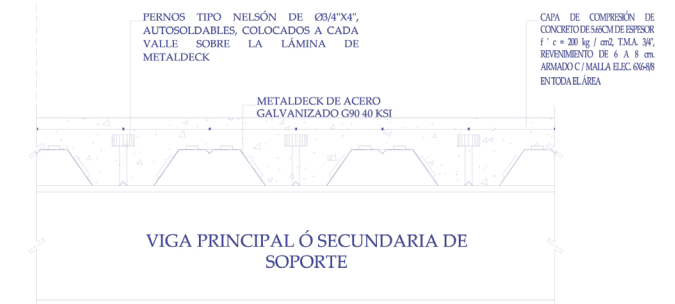 PERNOS TIPO NELSÓN DE Ø3/4"X4",
AUTOSOLDABLES, COLOCADOS A CADA
VALLE SOBRE LA LÁMINA DE
METALDECK
CAPA DE COMPRESIÓN DE
CONCRETO DE 5.65CM DE ESPESOR
f ´ c = 200 kg / cm2, T.M.A. 3/4",
REVENIMIENTO DE 6 A 8 cm.
ARMADO C / MALLA ELEC. 6X6-8/8
EN TODA EL ÁREA
METALDECK DE ACERO
GALVANIZADO G90 40 KSI
VIGA PRINCIPAL Ó SECUNDARIA DE
SOPORTE